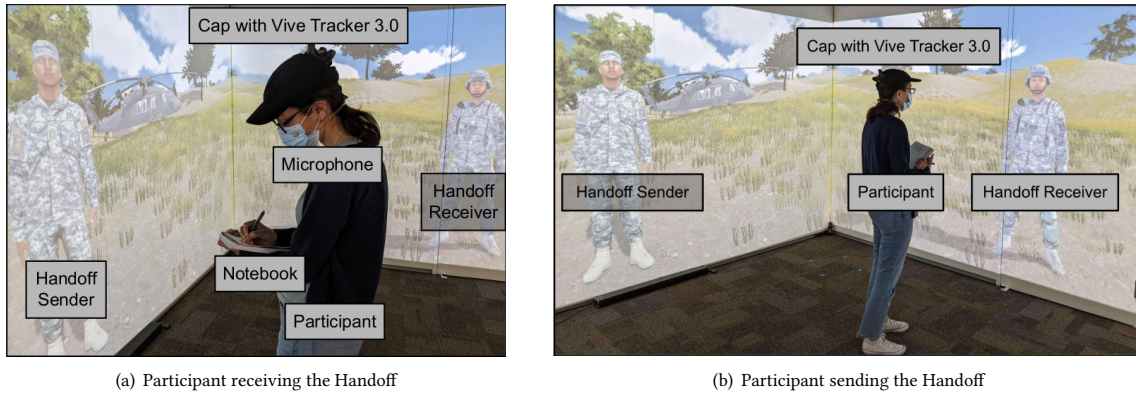 Cap with Vive Tracker 3.0
Microphone
Handoff
Receiver
Notebook
Handoff
Sender
Participant
(a) Participant receiving the Handoff
Cap with Vive Tracker 3.0
Handoff Sender
Participant
Handoff Receiver
(b) Participant sending the Handoff